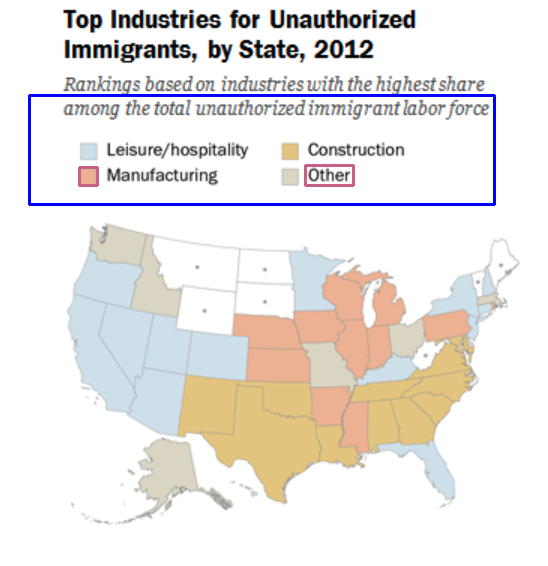 Top Industries for Unauthorized
Immigrants, by State, 2012
Rankings based on industries with the highest share
among the total unauthorized immigrant labor force
Leisure/hospitality Construction
Manufacturing Other